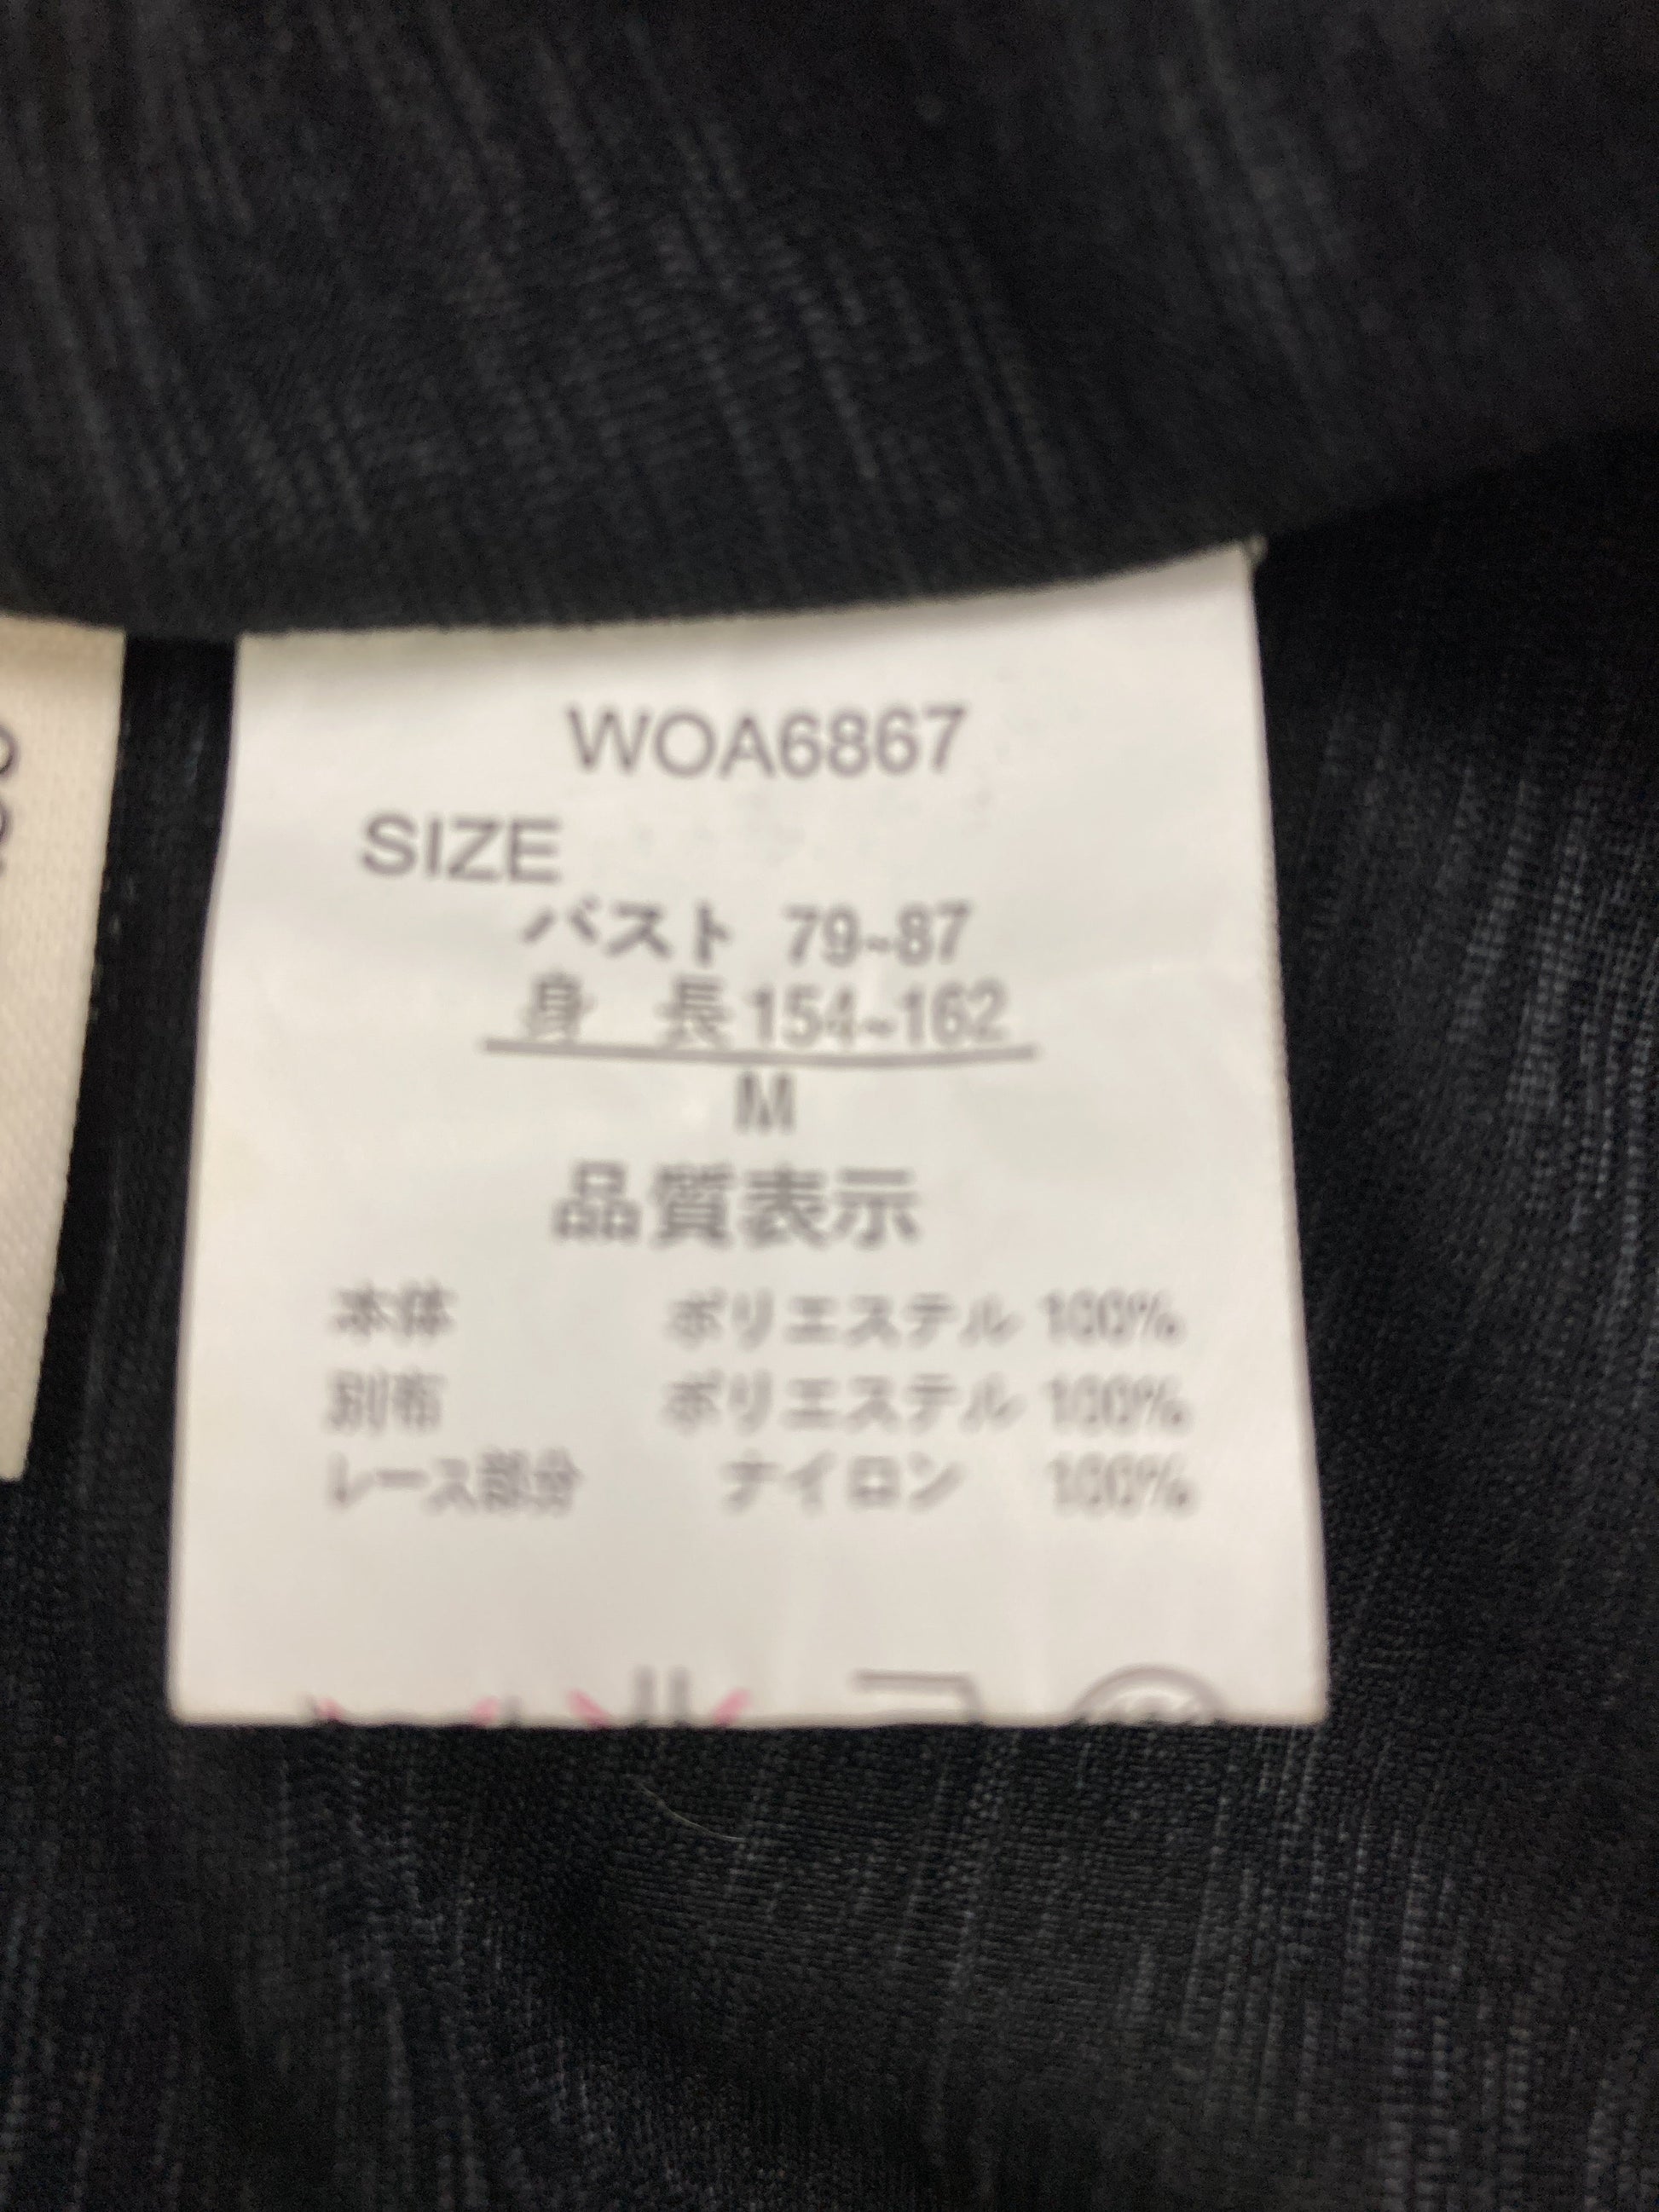 WOA6867
SIZE
バスト 79~87
身 長 154~162
M
品質表示
本体 ポリエステル 100%
別布 ポリエステル 100%
レース部分 ナイロン 100%